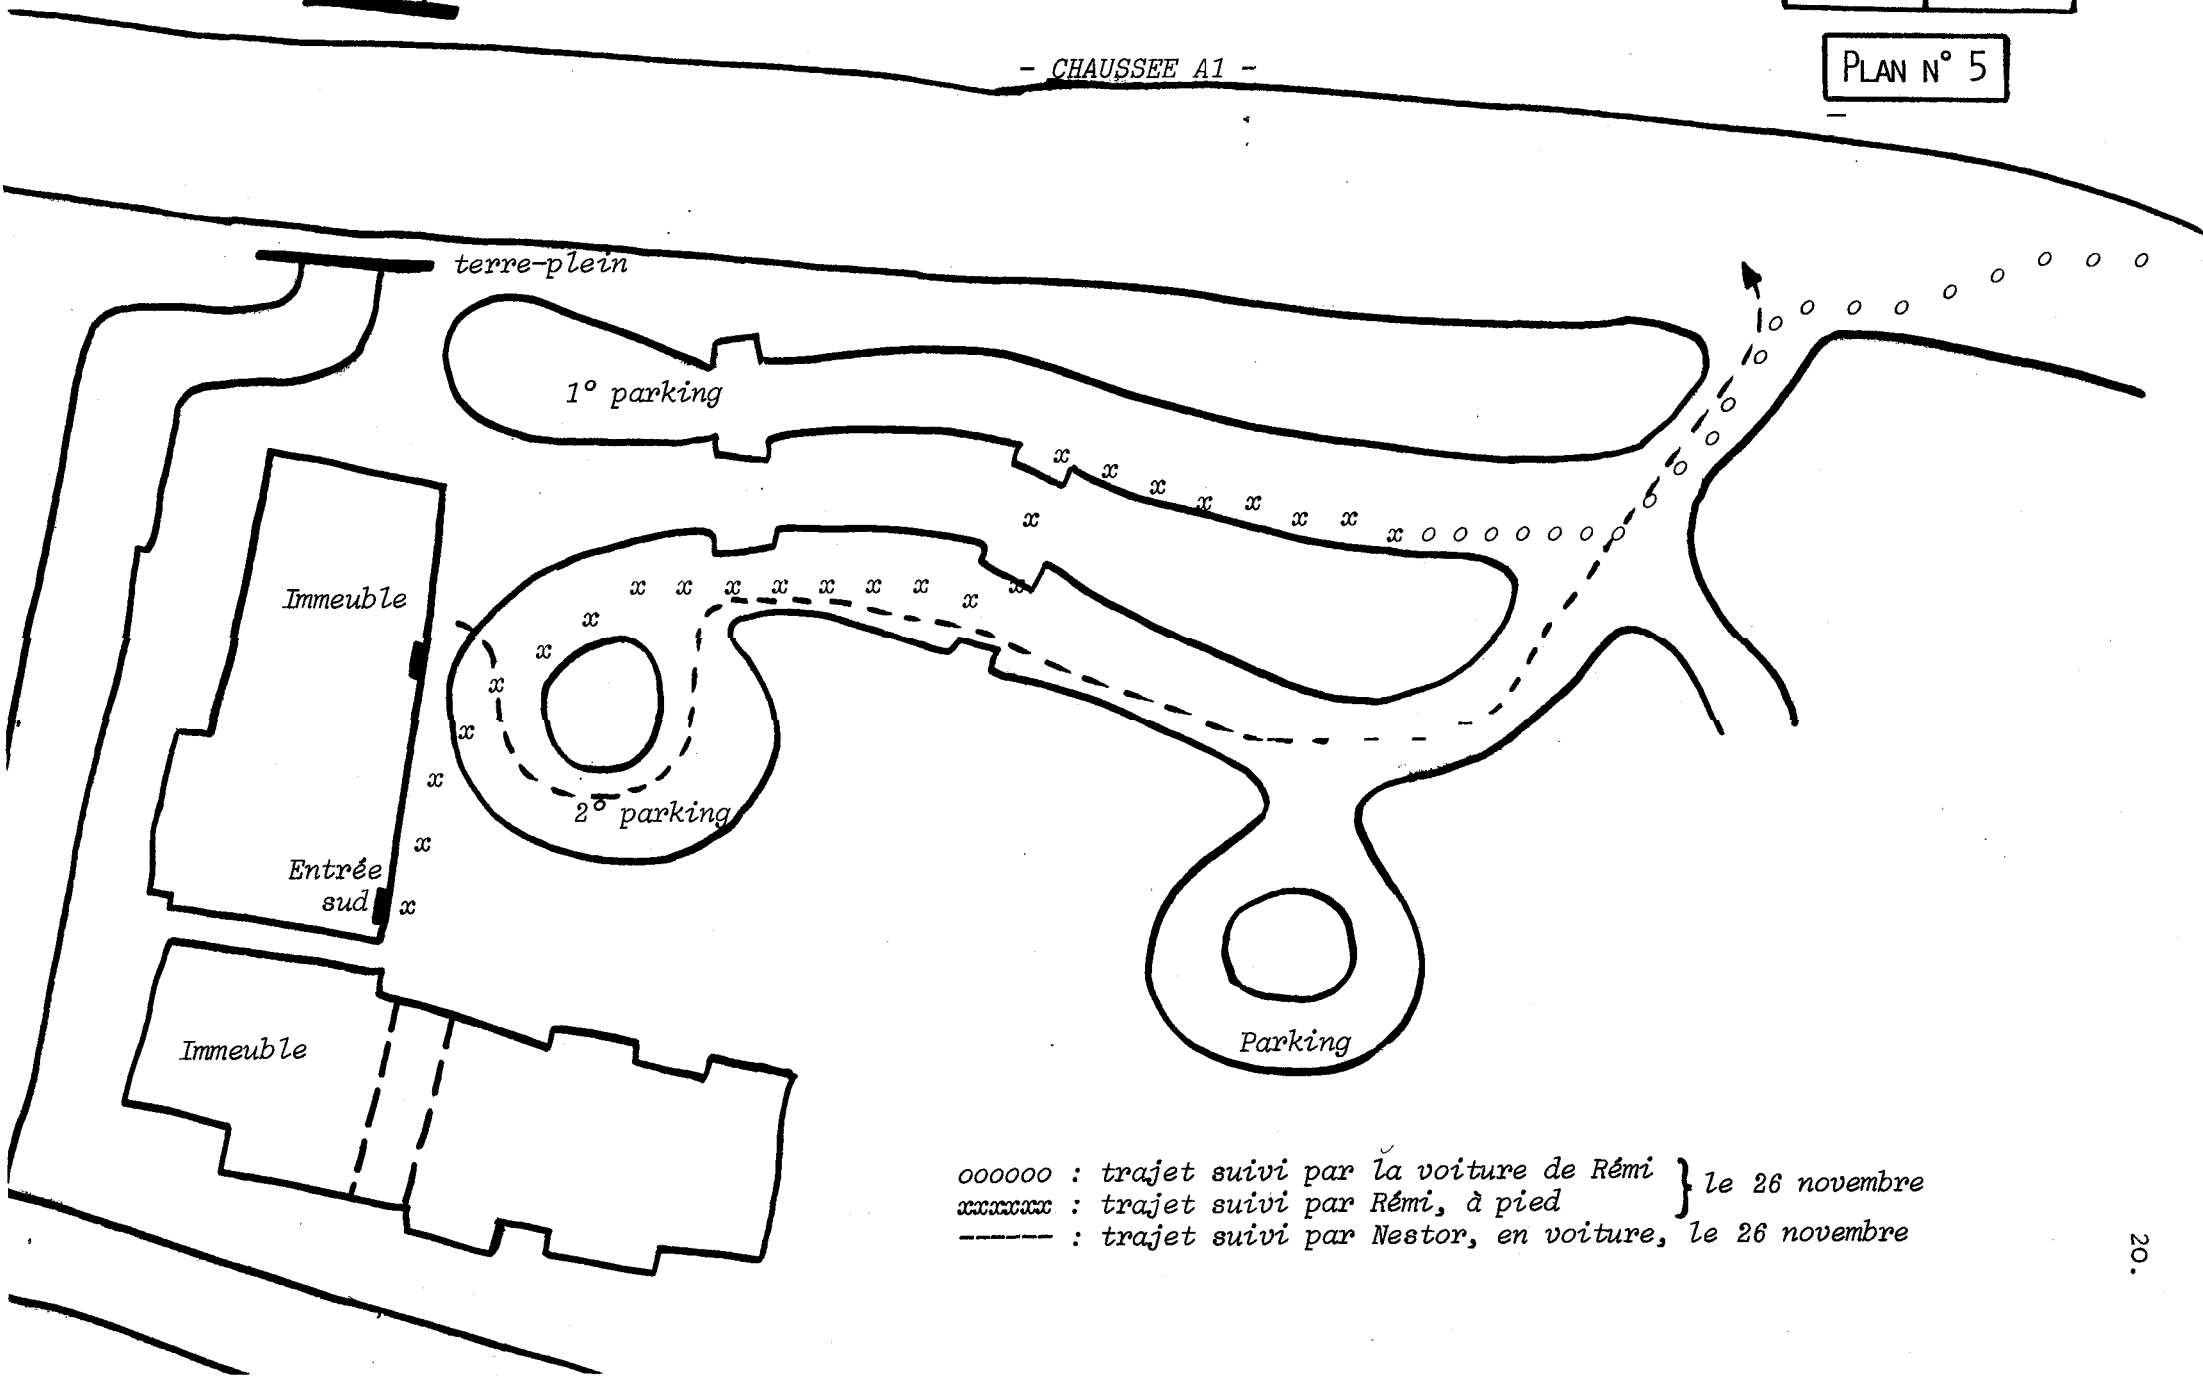 - CHAUSSEE A1 -
PLAN N° 5
terre-plein
1° parking
Immeuble
2° parking
Entrée
sud
Immeuble
Parking
oooooo : trajet suivi par la voiture de Rémi } le 26 novembre
xxxxxxx : trajet suivi par Rémi, à pied
------ : trajet suivi par Nestor, en voiture, le 26 novembre
20.